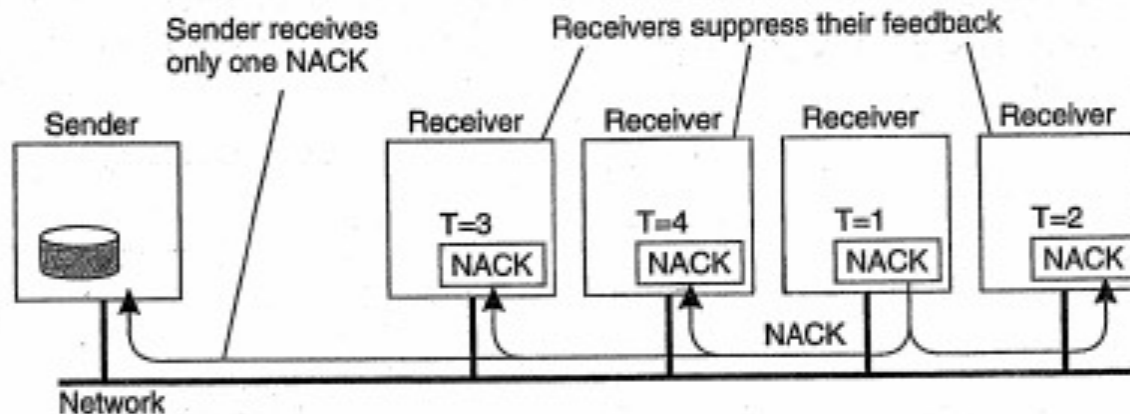 Sender receives
only one NACK
Receivers suppress their feedback
Sender
Receiver
Receiver
Receiver
Receiver
T=3
NACK
T=4
NACK
T=1
NACK
T=2
NACK
NACK
Network